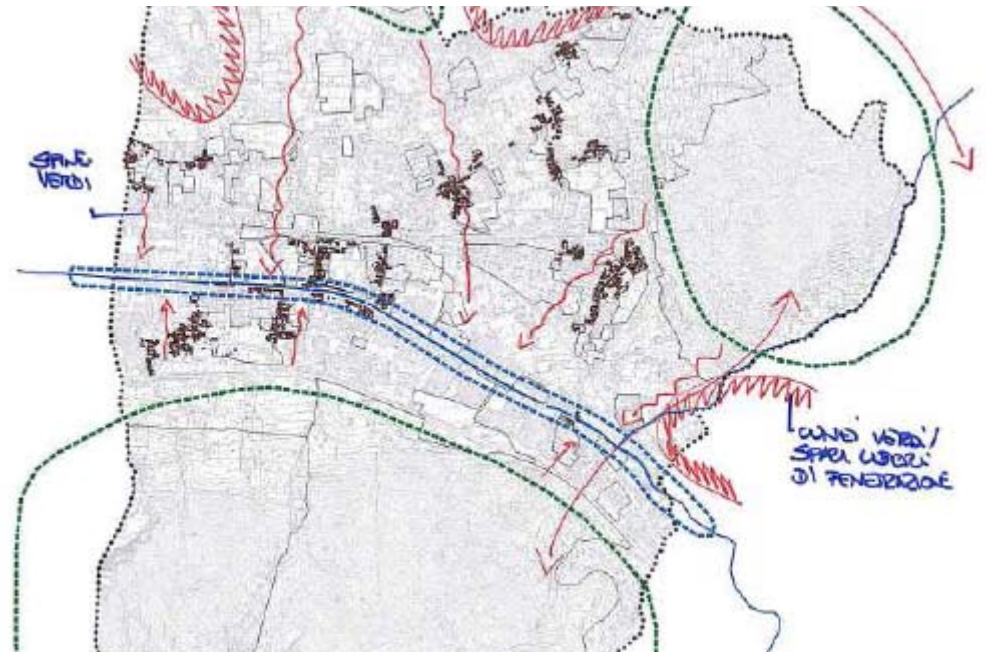 SPINE
VERDI
CUNEI VERDI/
SPAZI LIBERI
DI PENETRAZIONE